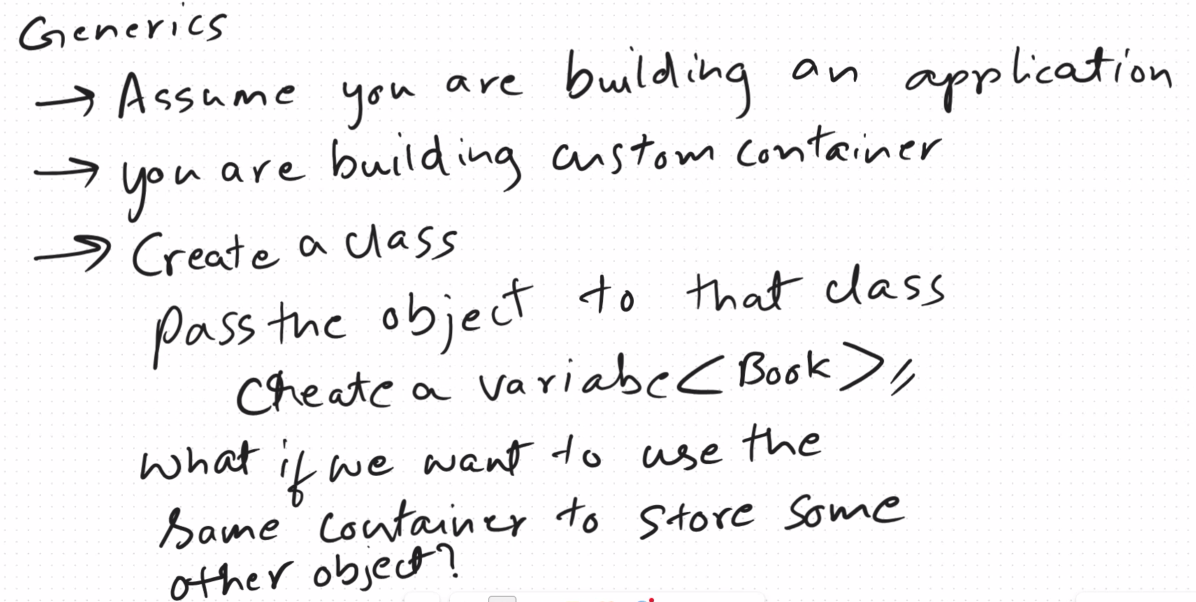 Generics
→ Assume you are building an application
→ you are building custom container
→ Create a class
pass the object to that class
Create a variabe<Book>
what if we want to use the
same container to store some
other object?